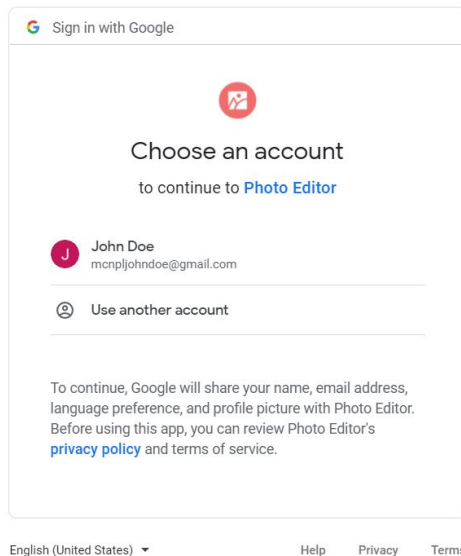 Sign in with Google
Choose an account
to continue to Photo Editor
J
John Doe
mcnpljohndoe@gmail.com
Use another account
To continue, Google will share your name, email address,
language preference, and profile picture with Photo Editor.
Before using this app, you can review Photo Editor's
privacy policy and terms of service.
English (United States) Help Privacy Terms